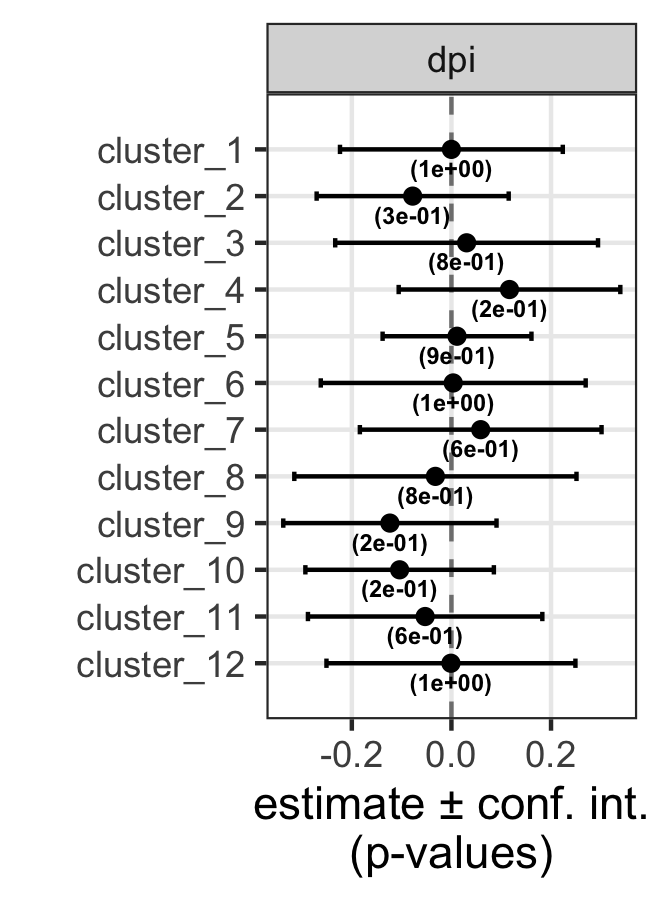 dpi
cluster_1
(1e+00)
cluster_2
(3e-01)
cluster_3
(8e-01)
cluster_4
(2e-01)
cluster_5
(9e-01)
cluster_6
(1e+00)
cluster_7
(6e-01)
cluster_8
(8e-01)
cluster_9
(2e-01)
cluster_10
(2e-01)
cluster_11
(6e-01)
cluster_12
(1e+00)
-0.2 0.0 0.2
estimate ± conf. int.
(p-values)